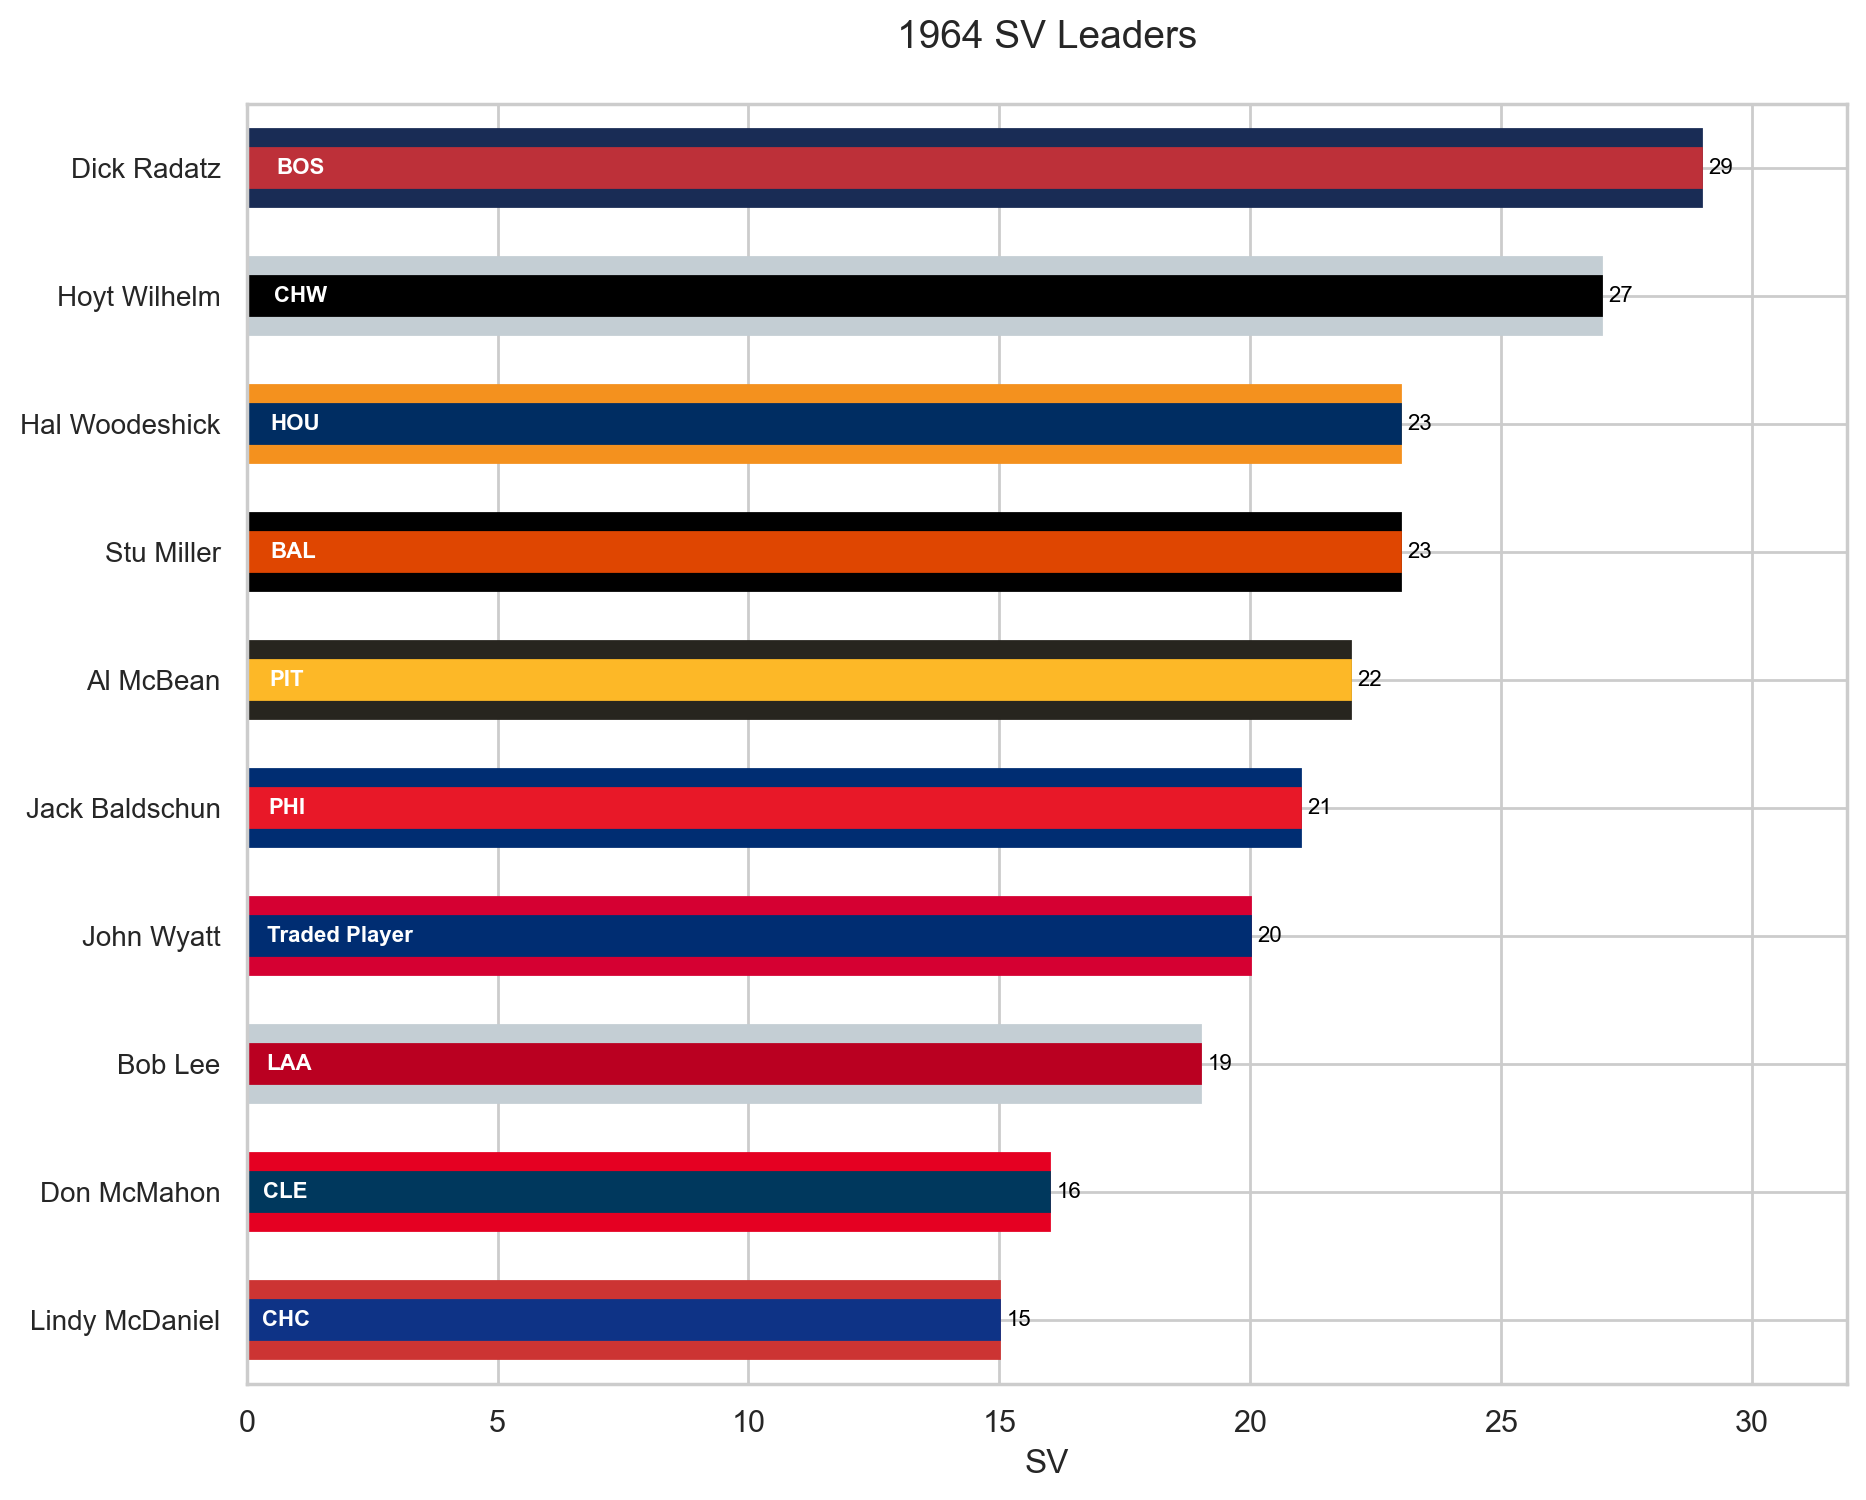 1964 SV Leaders
Dick Radatz BOS 29
Hoyt Wilhelm CHW 27
Hal Woodeshick HOU 23
Stu Miller BAL 23
Al McBean PIT 22
Jack Baldschun PHI 21
John Wyatt Traded Player 20
Bob Lee LAA 19
Don McMahon CLE 16
Lindy McDaniel CHC 15
0 5 10 15 20 25 30
SV